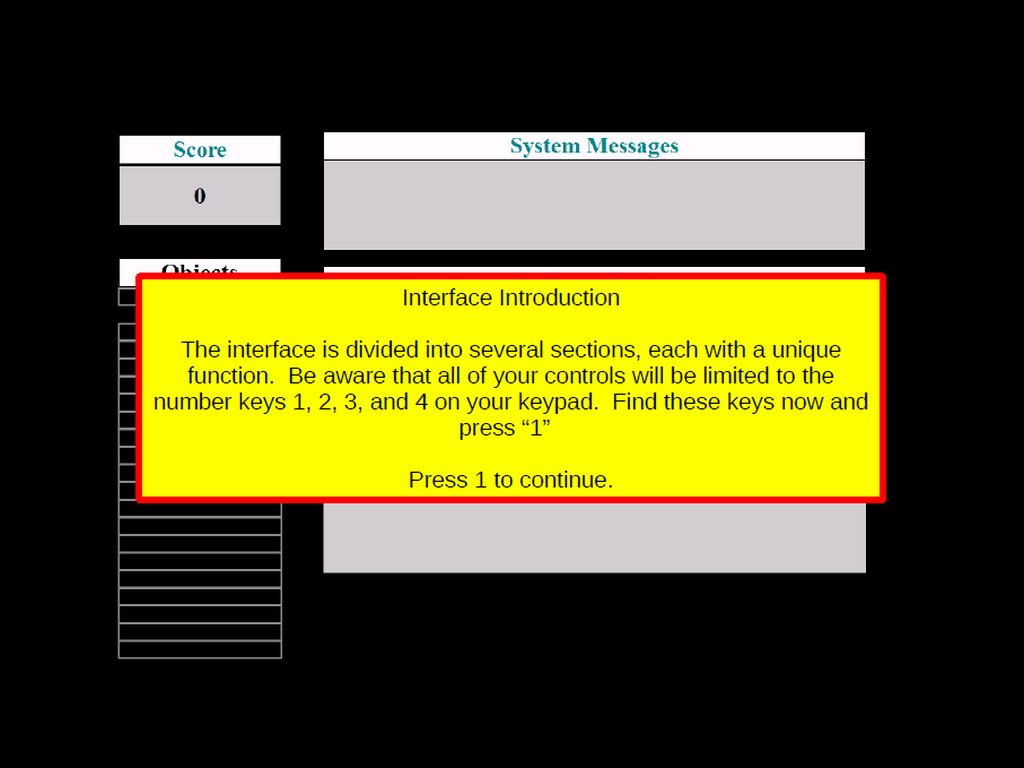 Score
System Messages
0
Objects
Interface Introduction
The interface is divided into several sections, each with a unique
function.  Be aware that all of your controls will be limited to the
number keys 1, 2, 3, and 4 on your keypad.  Find these keys now and
press “1”
Press 1 to continue.